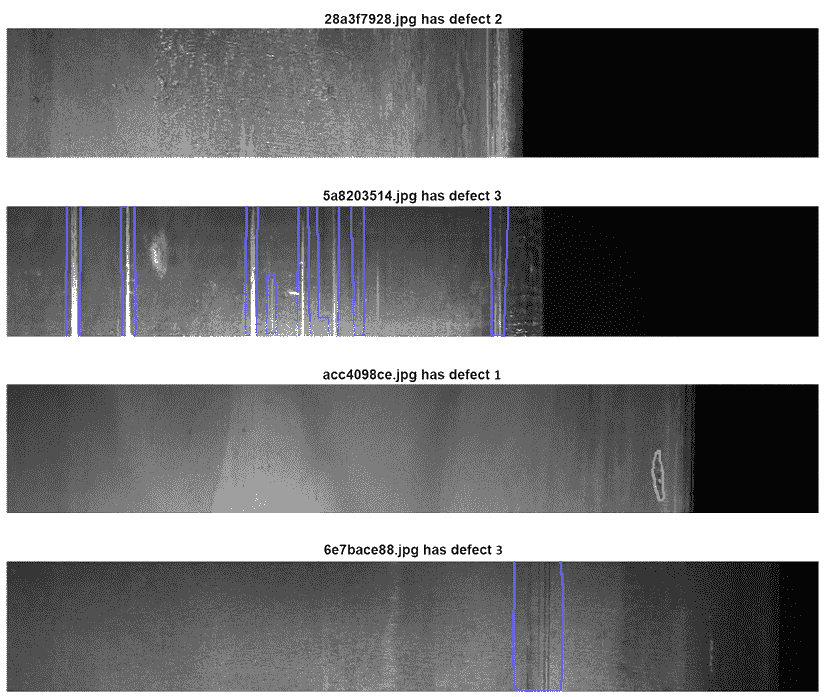 28a3f7928.jpg has defect 2
5a8203514.jpg has defect 3
acc4098ce.jpg has defect 1
6e7bace88.jpg has defect 3